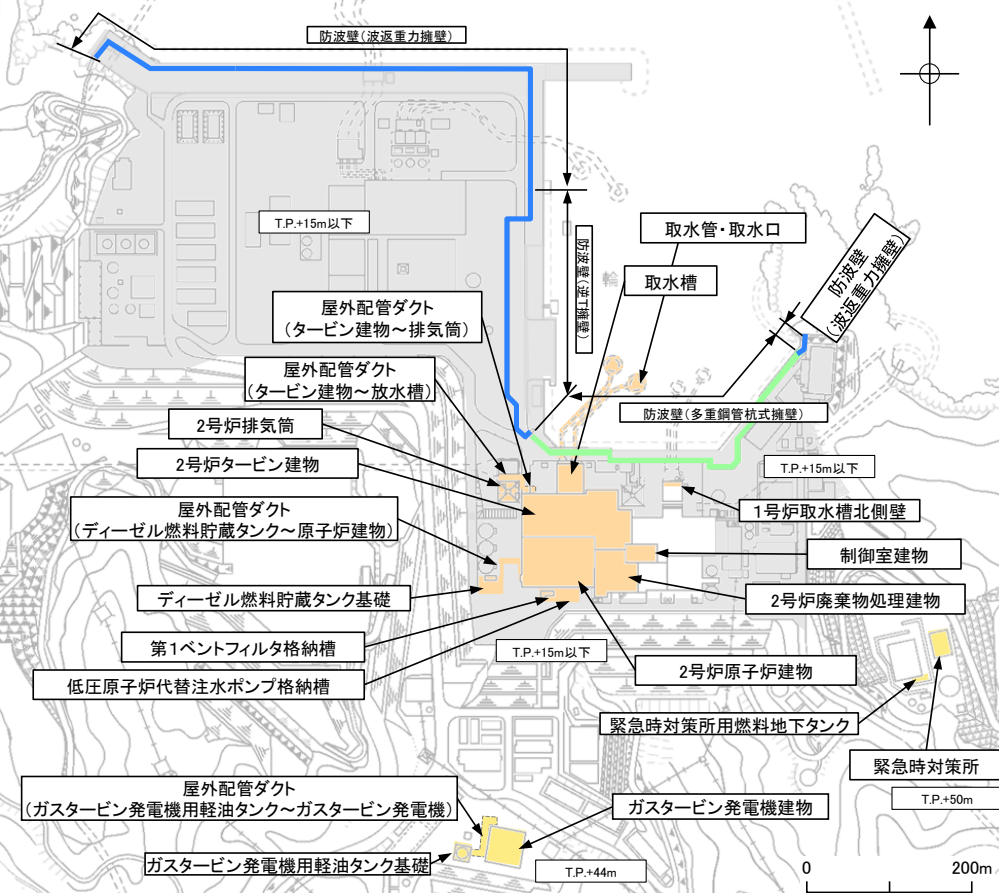 防波壁(波返重力擁壁)
T.P.+15m以下
取水管・取水口
防波壁(逆T擁壁)
輪
取水槽
防波壁
(波返重力擁壁)
屋外配管ダクト
(タービン建物～排気筒)
屋外配管ダクト
(タービン建物～放水槽)
防波壁(多重鋼管杭式擁壁)
2号炉排気筒
2号炉タービン建物
T.P.+15m以下
屋外配管ダクト
(ディーゼル燃料貯蔵タンク～原子炉建物)
1号炉取水槽北側壁
制御室建物
ディーゼル燃料貯蔵タンク基礎
2号炉廃棄物処理建物
第1ベントフィルタ格納槽
T.P.+15m以下
低圧原子炉代替注水ポンプ格納槽
2号炉原子炉建物
緊急時対策所用燃料地下タンク
緊急時対策所
T.P.+50m
屋外配管ダクト
(ガスタービン発電機用軽油タンク～ガスタービン発電機)
ガスタービン発電機建物
ガスタービン発電機用軽油タンク基礎
T.P.+44m
0 200m